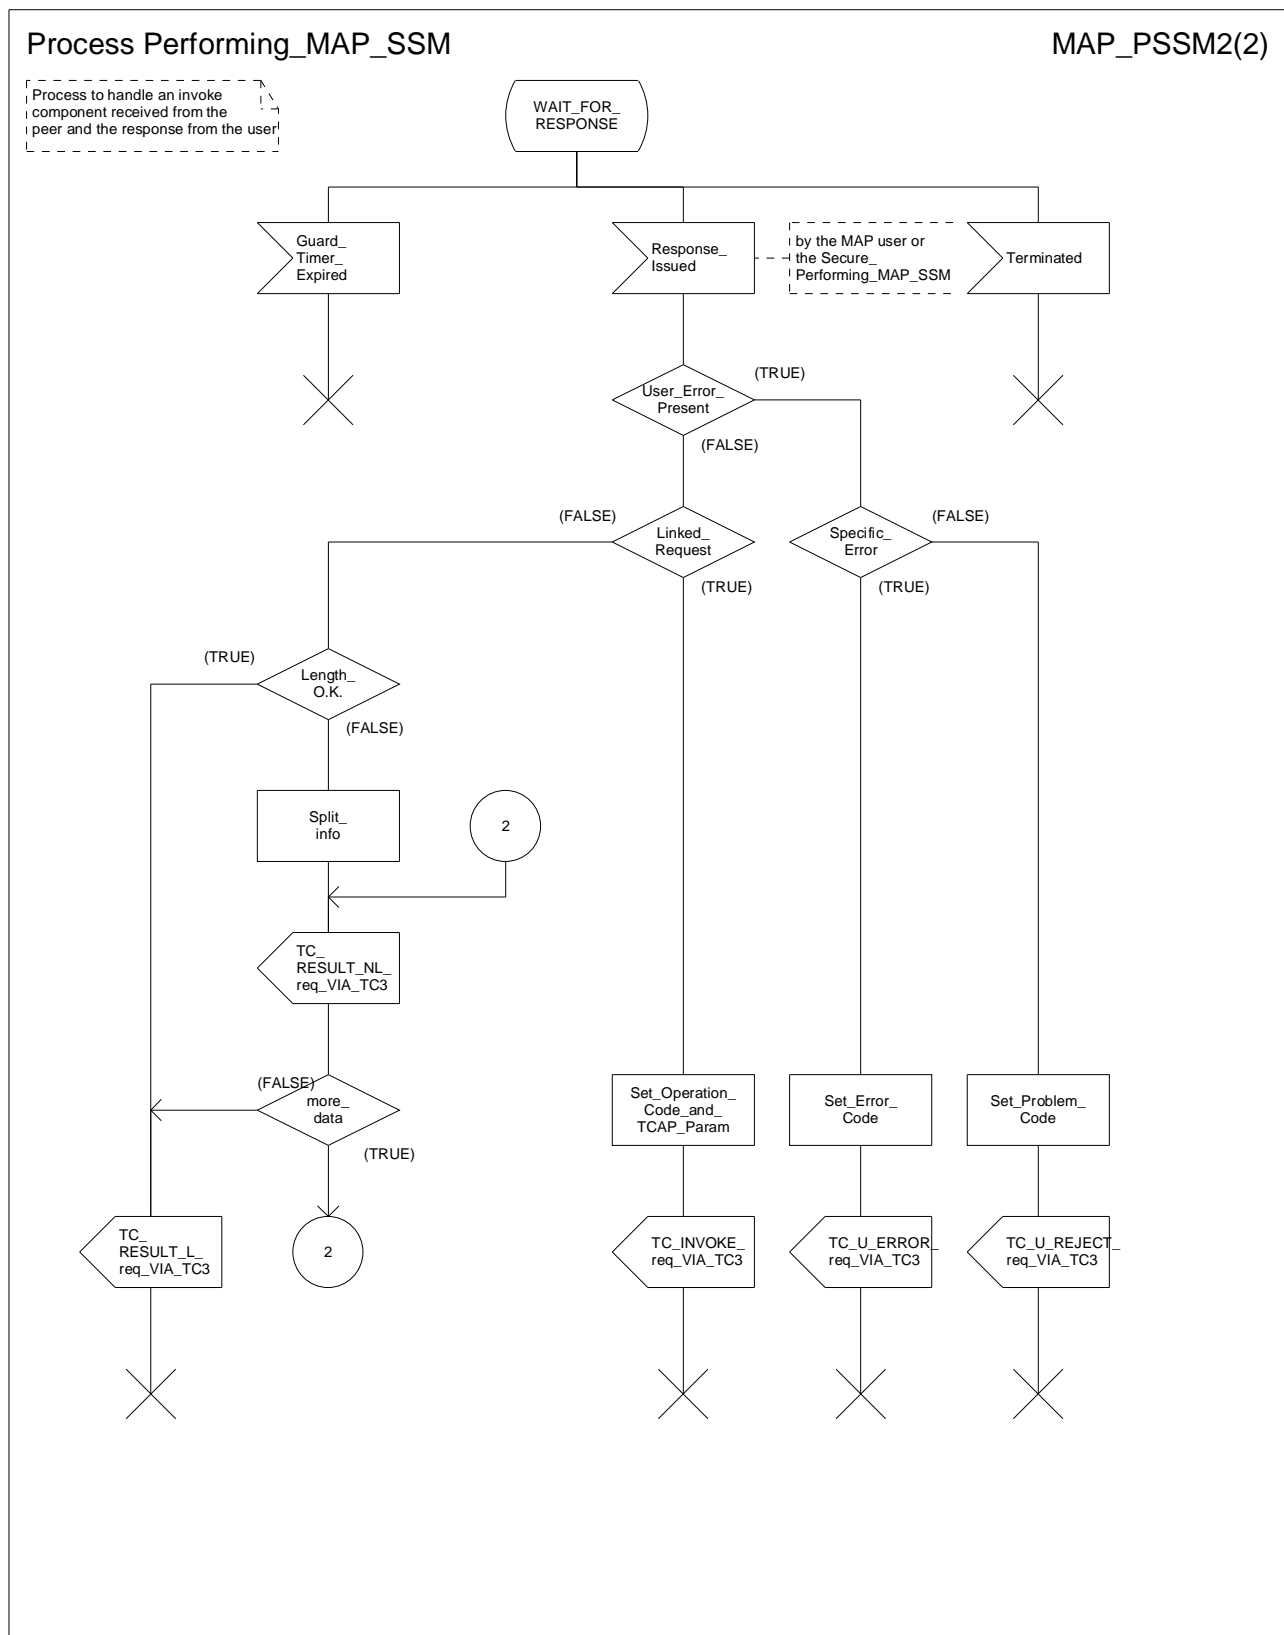 Process Performing_MAP_SSM
MAP_PSSM2(2)
Process to handle an invoke
component received from the
peer and the response from the user
WAIT_FOR_
RESPONSE
Guard_
Timer_
Expired
Response_
Issued
by the MAP user or
the Secure_
Performing_MAP_SSM
Terminated
User_Error_
Present
(TRUE)
(FALSE)
(FALSE)
Linked_
Request
(TRUE)
Specific_
Error
(FALSE)
(TRUE)
(TRUE)
Length_
O.K.
(FALSE)
Split_
info
2
TC_
RESULT_NL_
req_VIA_TC3
(FALSE)
more_
data
(TRUE)
Set_Operation_
Code_and_
TCAP_Param
Set_Error_
Code
Set_Problem_
Code
TC_
RESULT_L_
req_VIA_TC3
2
TC_INVOKE_
req_VIA_TC3
TC_U_ERROR_
req_VIA_TC3
TC_U_REJECT_
req_VIA_TC3